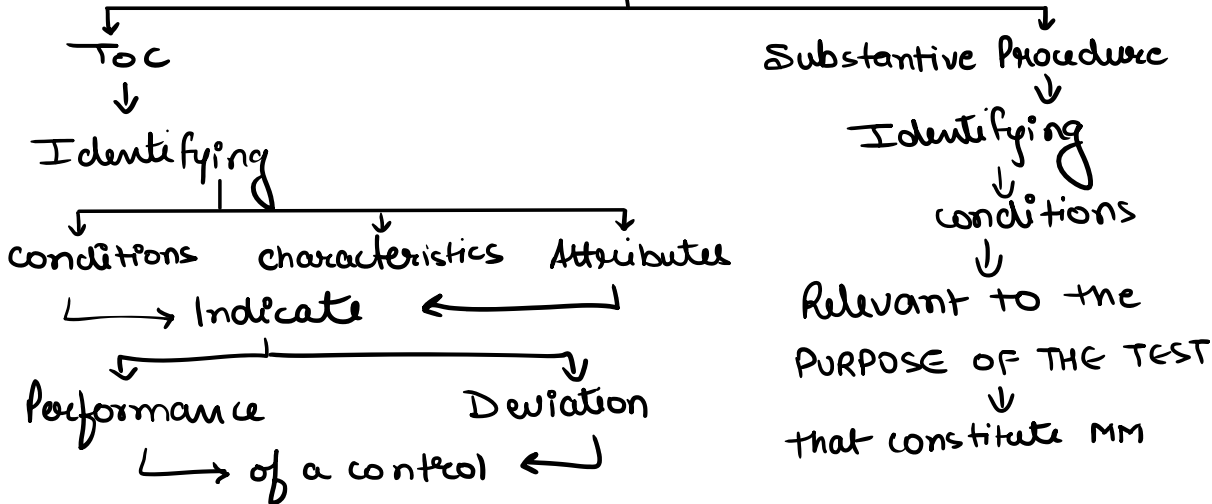 ToC
Identifying
conditions characteristics Attributes
Indicate
Performance Deviation
of a control
Substantive Procedure
Identifying
conditions
Relevant to the
PURPOSE OF THE TEST
that constitute MM